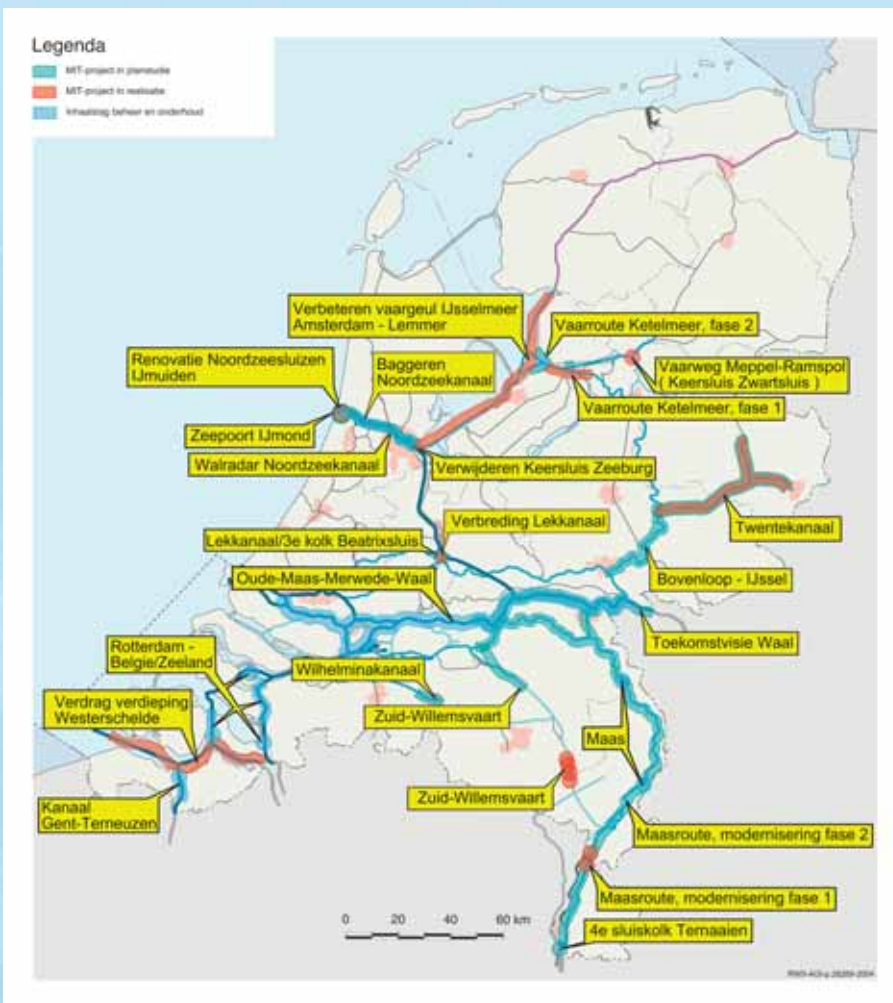 Legenda
MIT-project in planstudie
MIT-project in realisatie
Inhaalslag beheer en onderhoud
Verbeteren vaargeul IJsselmeer
Amsterdam - Lemmer
Vaarroute Ketelmeer, fase 2
Renovatie Noordzeesluizen
IJmuiden
Baggeren
Noordzeekanaal
Vaarweg Meppel-Ramspol
( Keersluis Zwartsluis )
Vaarroute Ketelmeer, fase 1
Zeepoort IJmond
Walradar Noordzeekanaal
Verwijderen Keersluis Zeeburg
Verbreding Lekkanaal
Twentekanaal
Lekkanaal/3e kolk Beatrixsluis
Bovenloop - IJssel
Oude-Maas-Merwede-Waal
Toekomstvisie Waal
Rotterdam -
Belgie/Zeeland
Wilhelminakanaal
Verdrag verdieping
Westerschelde
Zuid-Willemsvaart
Maas
Zuid-Willemsvaart
Kanaal
Gent-Terneuzen
Maasroute, modernisering fase 2
Maasroute, modernisering fase 1
0 20 40 60 km
4e sluiskolk Ternaaien